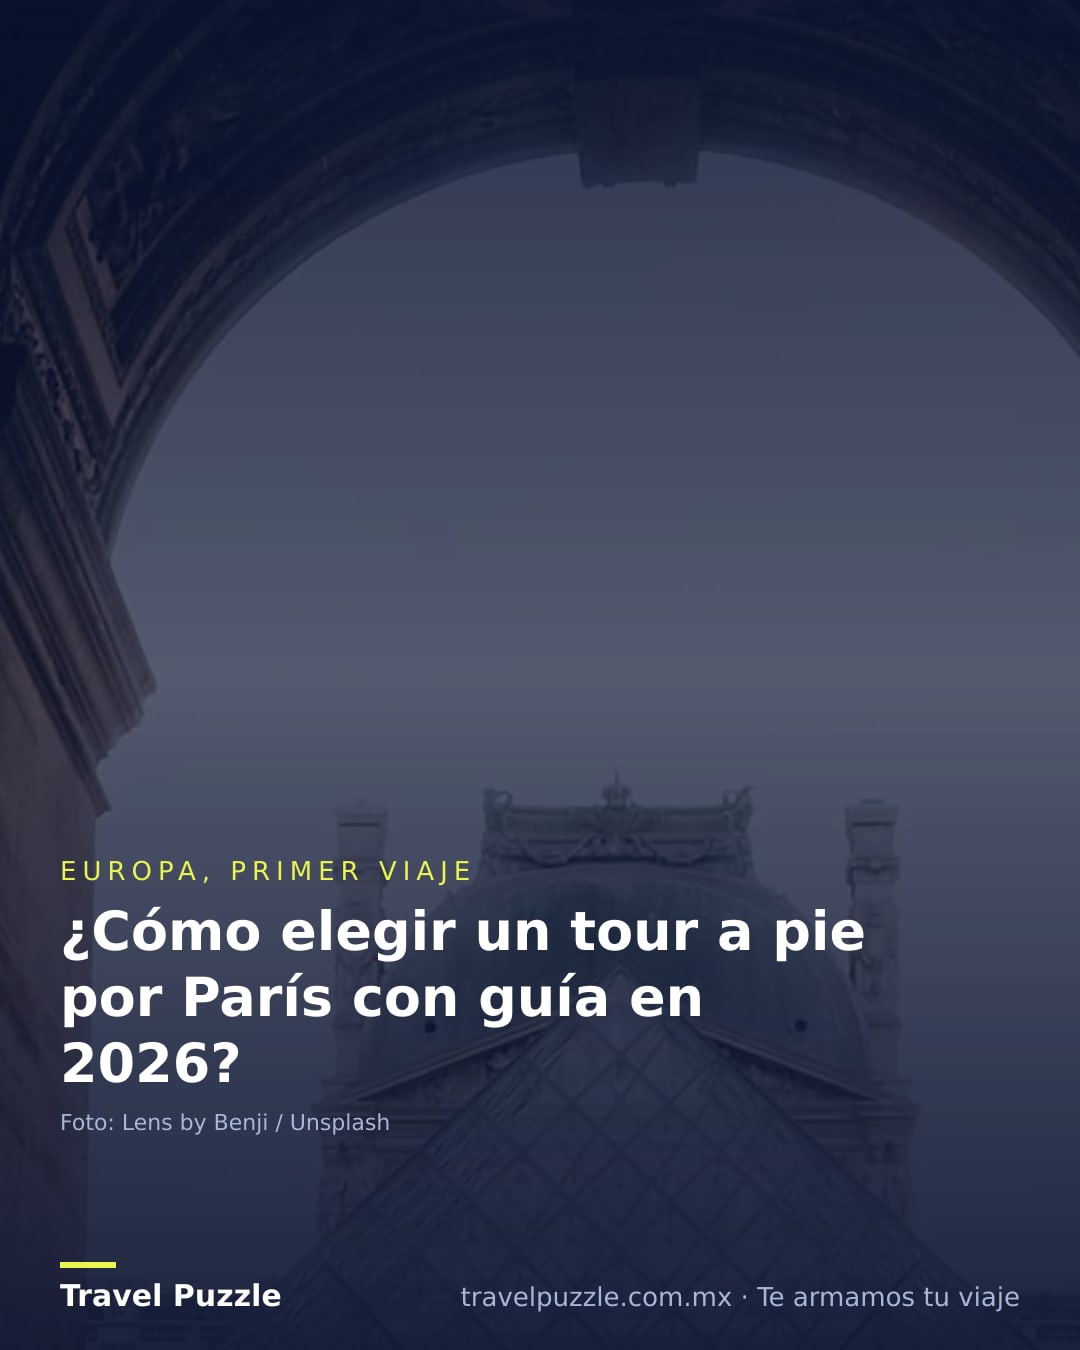 EUROPA, PRIMER VIAJE
¿Cómo elegir un tour a pie
por París con guía en
2026?
Foto: Lens by Benji / Unsplash
Travel Puzzle
travelpuzzle.com.mx · Te armamos tu viaje